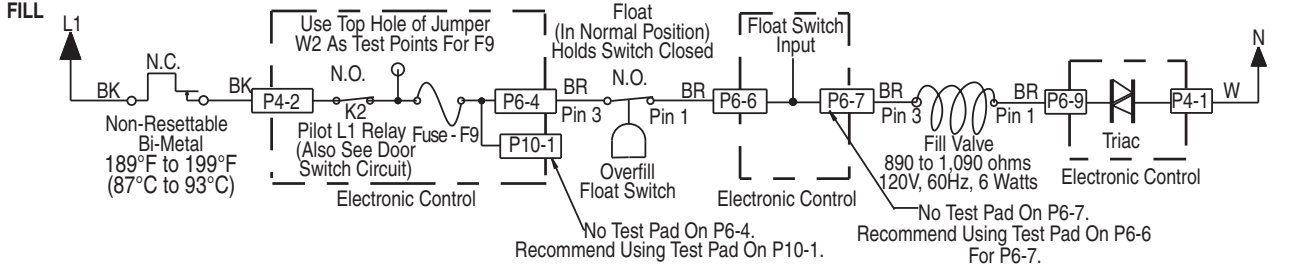 FILL
L1
N.C.
BK
BK
Non-Resettable
Bi-Metal
189°F to 199°F
(87°C to 93°C)
Use Top Hole of Jumper
W2 As Test Points For F9
N.O.
P4-2
K2
Pilot L1 Relay
(Also See Door
Switch Circuit)
Fuse - F9
P6-4
P10-1
Electronic Control
No Test Pad On P6-4.
Recommend Using Test Pad On P10-1.
Float
(In Normal Position)
Holds Switch Closed
BR
N.O.
BR
Pin 3
Pin 1
Overfill
Float Switch
Float Switch
Input
P6-6
P6-7
Electronic Control
No Test Pad On P6-7.
Recommend Using Test Pad On P6-6
For P6-7.
BR
BR
Pin 3
Pin 1
Fill Valve
890 to 1,090 ohms
120V, 60Hz, 6 Watts
P6-9
P4-1
Triac
Electronic Control
W
N